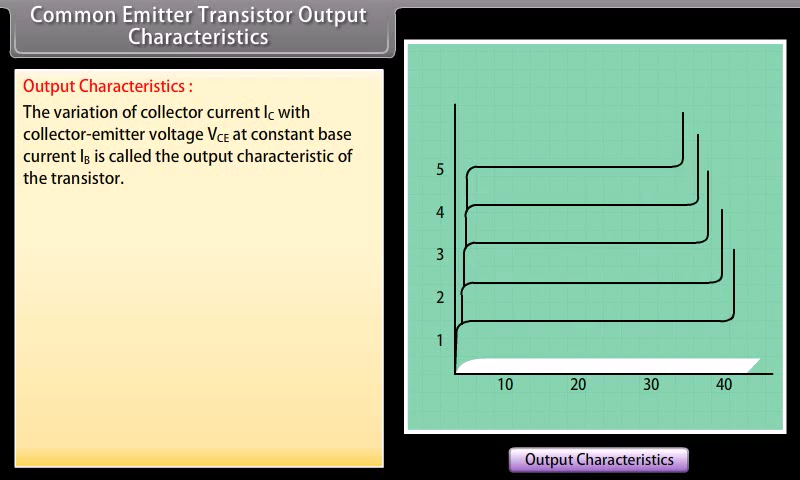 Common Emitter Transistor Output
Characteristics
Output Characteristics :
The variation of collector current IC with
collector-emitter voltage VCE at constant base
current IB is called the output characteristic of
the transistor.
5
4
3
2
1
10 20 30 40
Output Characteristics